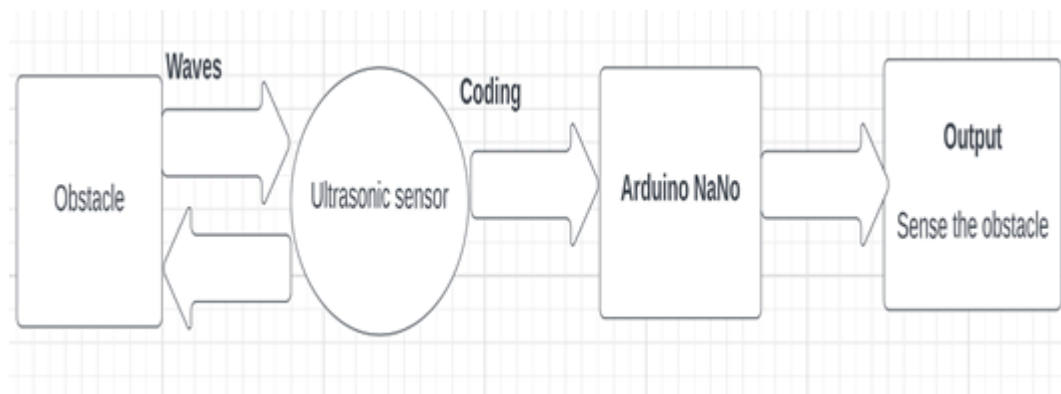 Waves
Coding
Obstacle
Ultrasonic sensor
Arduino NaNo
Output
Sense the obstacle